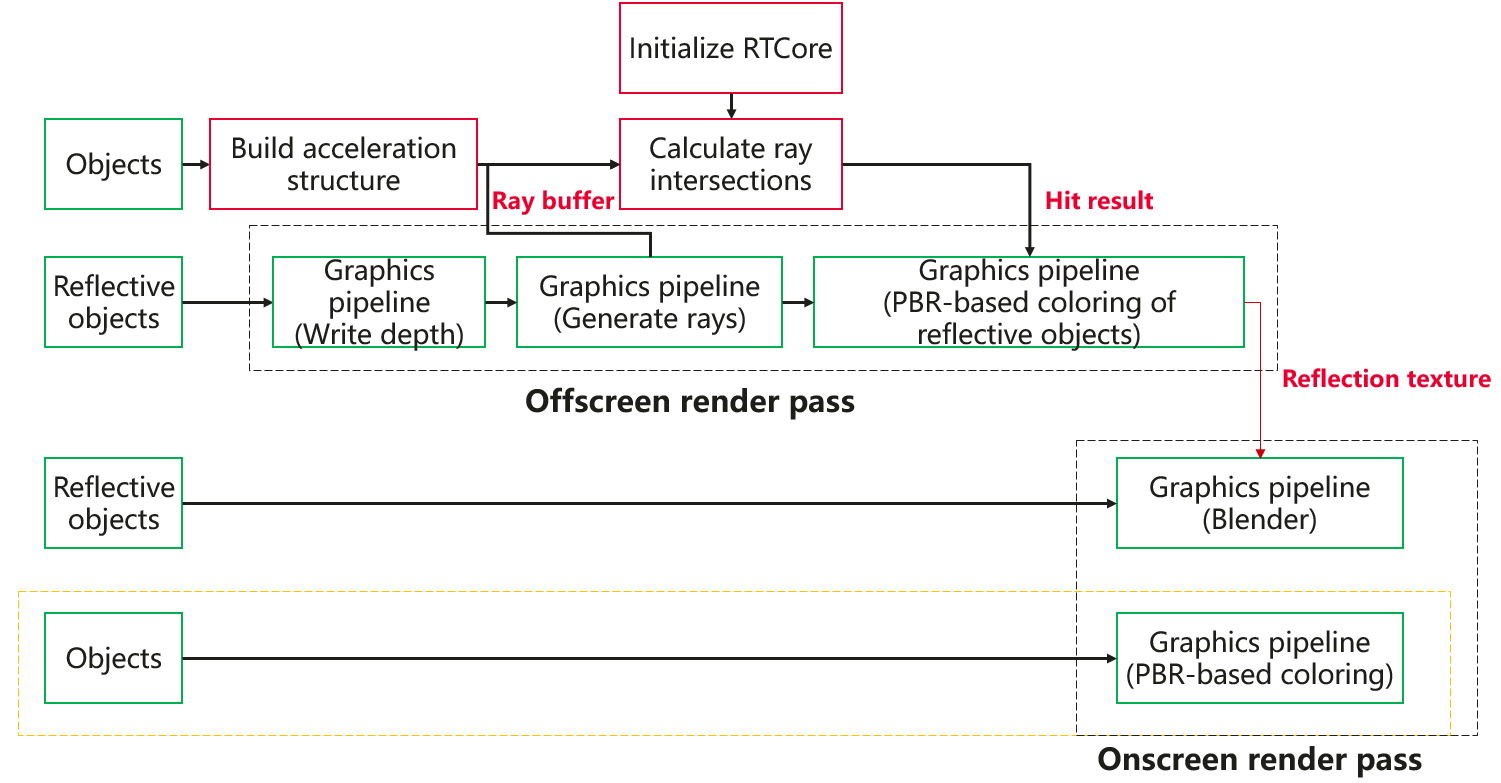 Initialize RTCore
Objects
Build acceleration
structure
Calculate ray
intersections
Ray buffer
Hit result
Reflective
objects
Graphics
pipeline
(Write depth)
Graphics pipeline
(Generate rays)
Graphics pipeline
(PBR-based coloring of
reflective objects)
Reflection texture
Offscreen render pass
Reflective
objects
Graphics pipeline
(Blender)
Objects
Graphics pipeline
(PBR-based coloring)
Onscreen render pass